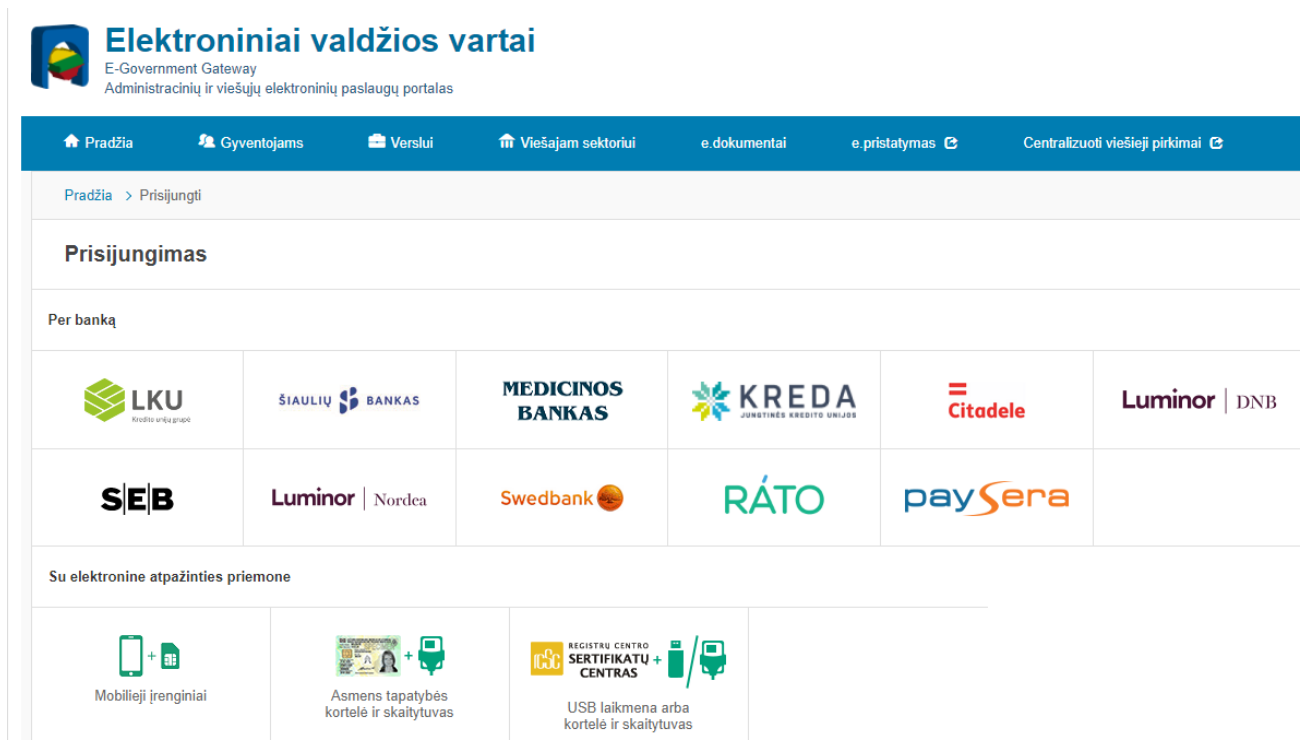 Elektroniniai valdžios vartai
E-Government Gateway
Administracinių ir viešųjų elektroninių paslaugų portalas
Pradžia Gyventojams Verslui Viešajam sektoriui e.dokumentai e.pristatymas Centralizuoti viešieji pirkimai
Pradžia > Prisijungti
Prisijungimas
Per banką
LKU
Kredito unijų grupė
ŠIAULIŲ BANKAS
MEDICINOS
BANKAS
KREDA
JUNGTINĖS KREDITO UNIJOS
Citadele
Luminor | DNB
S|E|B
Luminor | Nordea
Swedbank
RÁTO
paysera
Su elektronine atpažinties priemone
+
Mobilieji įrenginiai
+
Asmens tapatybės
kortelė ir skaitytuvas
REGISTRŲ CENTRO
SERTIFIKATŲ + /
CENTRAS
USB laikmena arba
kortelė ir skaitytuvas